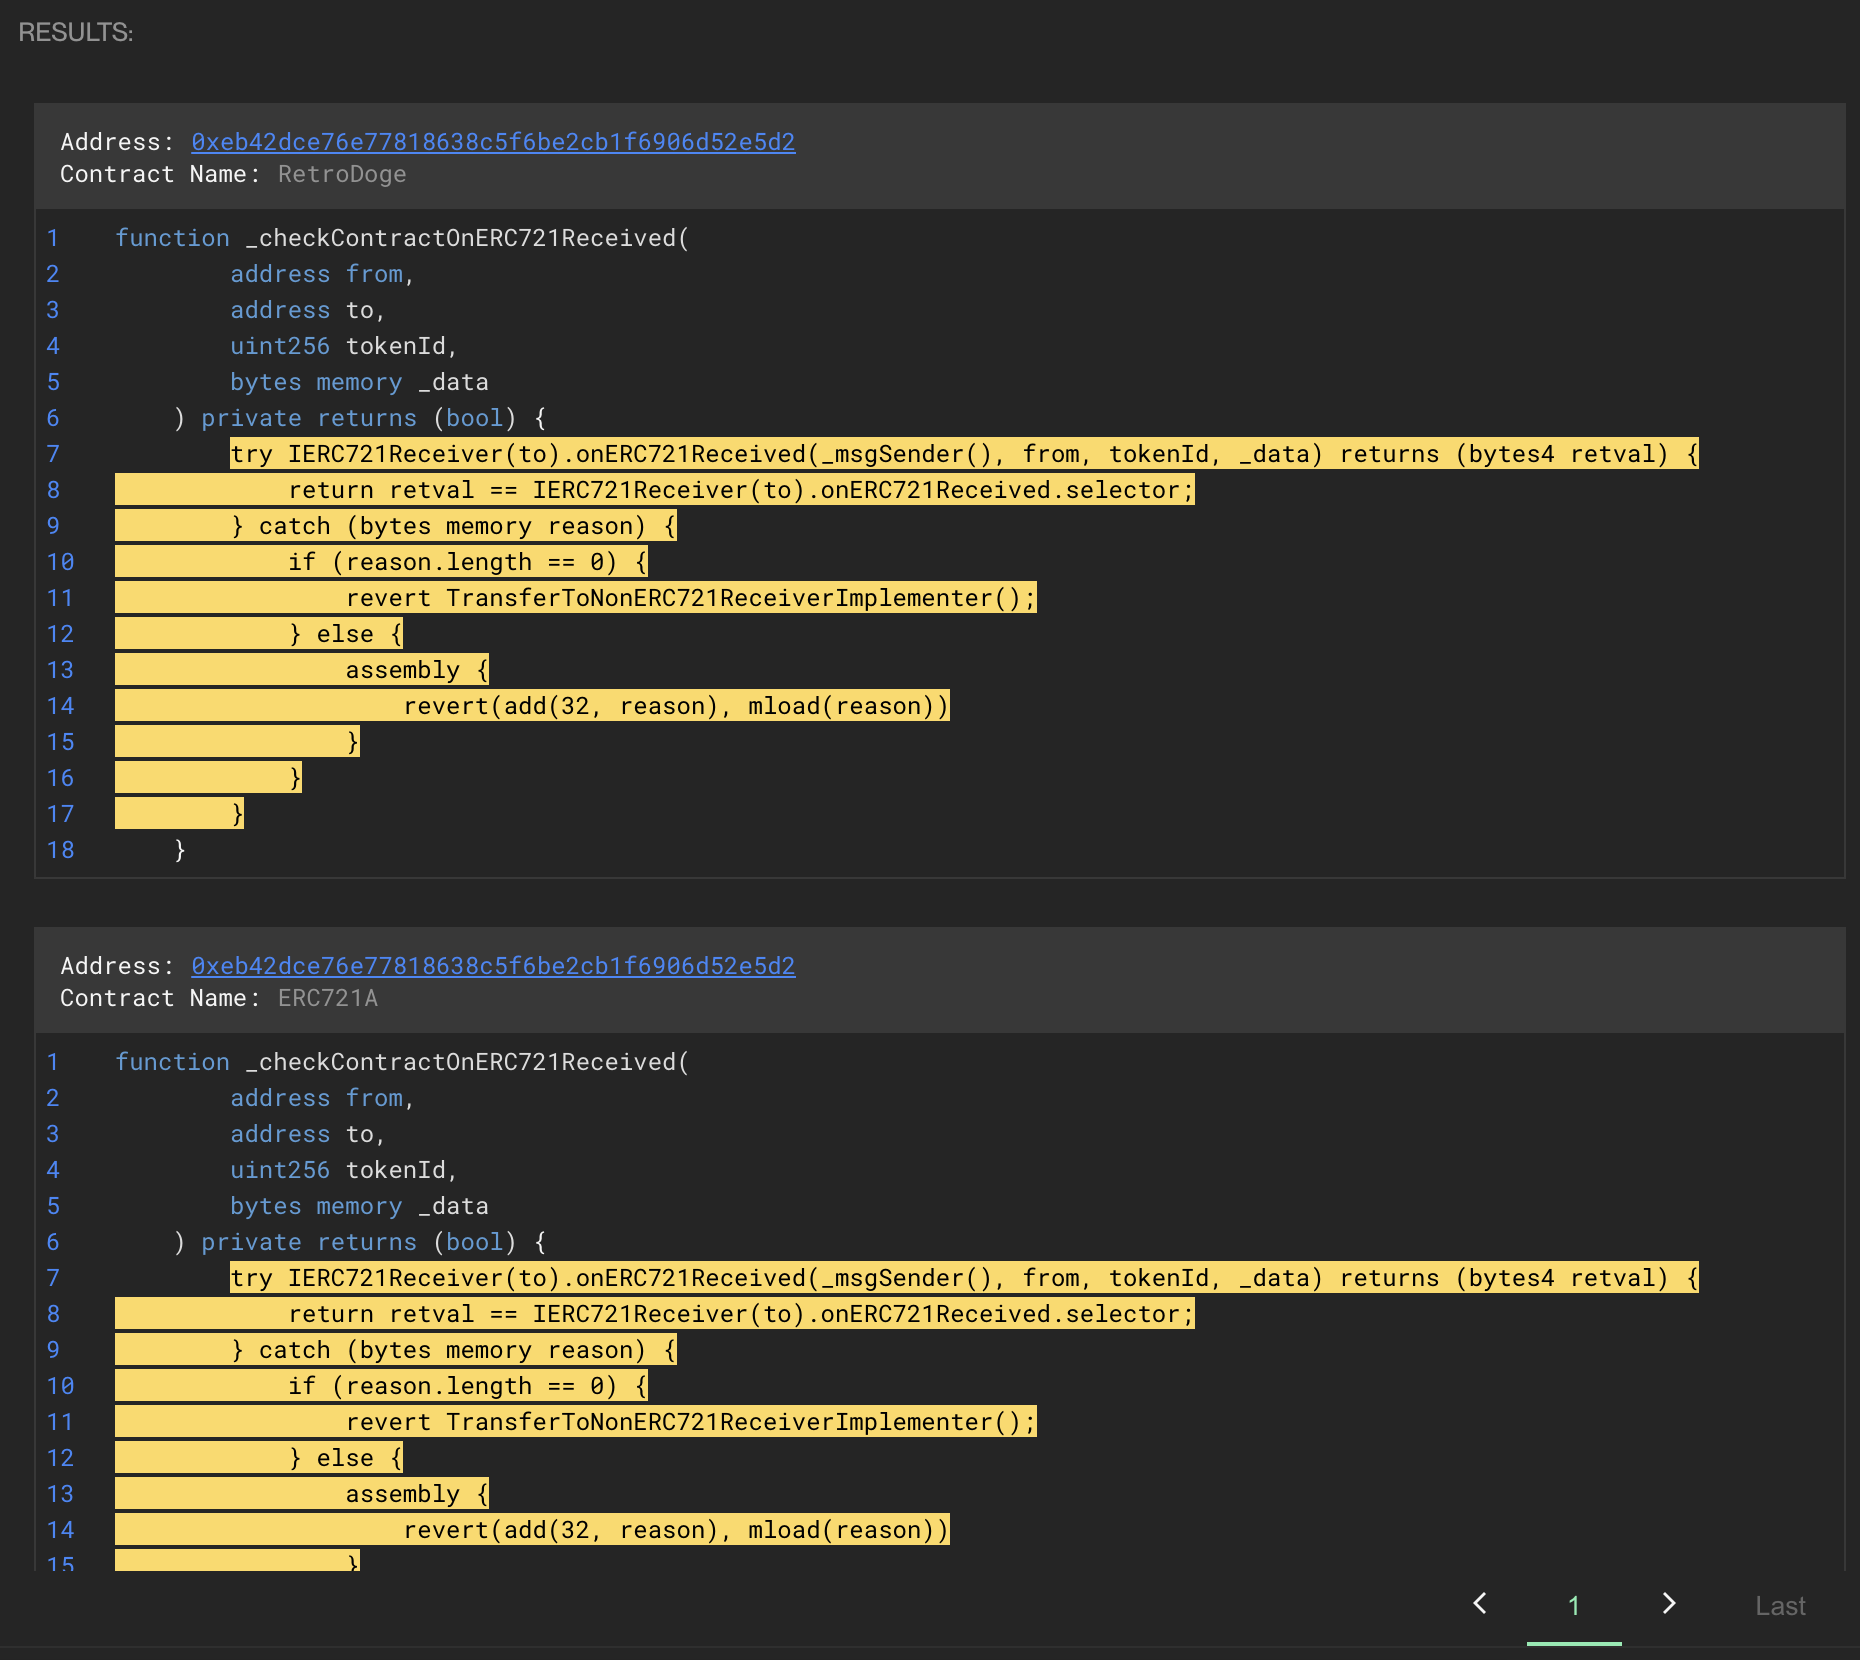 RESULTS:
Address: 0xeb42dce76e77818638c5f6be2cb1f6906d52e5d2
Contract Name: RetroDoge
1 function _checkContractOnERC721Received(
2 address from,
3 address to,
4 uint256 tokenId,
5 bytes memory _data
6 ) private returns (bool) {
7 try IERC721Receiver(to).onERC721Received(_msgSender(), from, tokenId, _data) returns (bytes4 retval) {
8 return retval == IERC721Receiver(to).onERC721Received.selector;
9 } catch (bytes memory reason) {
10 if (reason.length == 0) {
11 revert TransferToNonERC721ReceiverImplementer();
12 } else {
13 assembly {
14 revert(add(32, reason), mload(reason))
15 }
16 }
17 }
18 }
Address: 0xeb42dce76e77818638c5f6be2cb1f6906d52e5d2
Contract Name: ERC721A
1 function _checkContractOnERC721Received(
2 address from,
3 address to,
4 uint256 tokenId,
5 bytes memory _data
6 ) private returns (bool) {
7 try IERC721Receiver(to).onERC721Received(_msgSender(), from, tokenId, _data) returns (bytes4 retval) {
8 return retval == IERC721Receiver(to).onERC721Received.selector;
9 } catch (bytes memory reason) {
10 if (reason.length == 0) {
11 revert TransferToNonERC721ReceiverImplementer();
12 } else {
13 assembly {
14 revert(add(32, reason), mload(reason))
15 }
1 Last